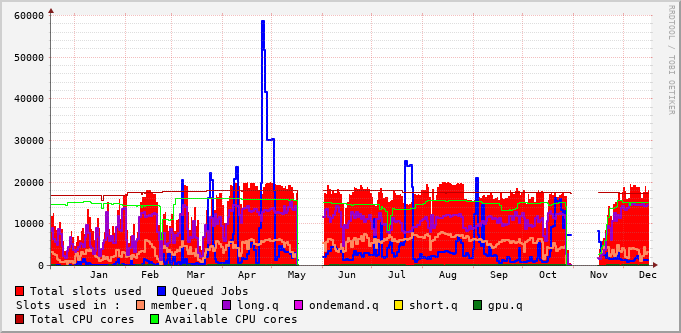 60000
50000
40000
30000
20000
10000
0
Jan Feb Mar Apr May Jun Jul Aug Sep Oct Nov Dec
RRDTOOL / TOBI OETIKER
Total slots used Queued Jobs
Slots used in : member.q long.q ondemand.q short.q gpu.q
Total CPU cores Available CPU cores